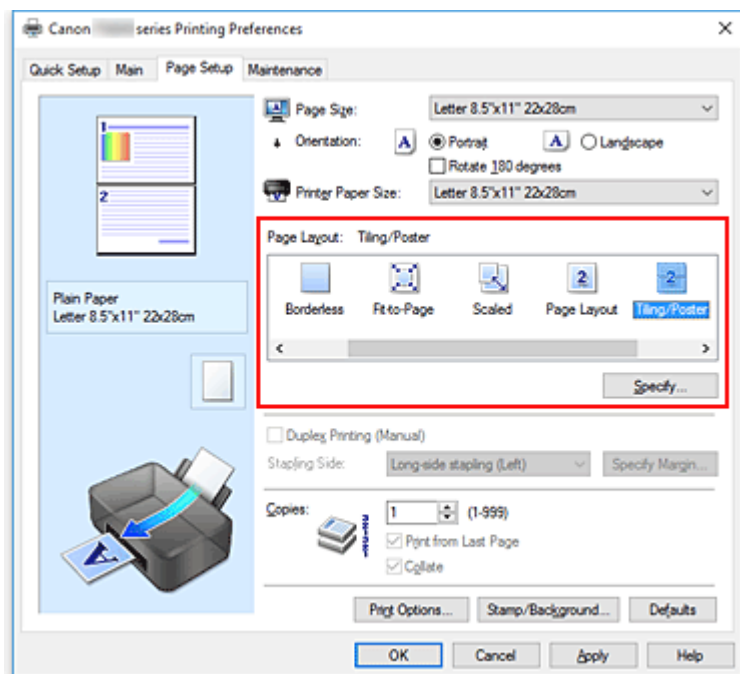 Canon series Printing Preferences
Quick Setup Main Page Setup Maintenance
1
2
Plain Paper
Letter 8.5"x11" 22x28cm
A
Page Size: Letter 8.5"x11" 22x28cm
Orientation: A Portrait A Landscape
Rotate 180 degrees
Printer Paper Size: Letter 8.5"x11" 22x28cm
Page Layout: Tiling/Poster
2 2
Borderless Fit-to-Page Scaled Page Layout Tiling/Poster
Specify...
Duplex Printing (Manual)
Stapling Side: Long-side stapling (Left) Specify Margin...
Copies: 1 (1-999)
Print from Last Page
Collate
Print Options... Stamp/Background... Defaults
OK Cancel Apply Help